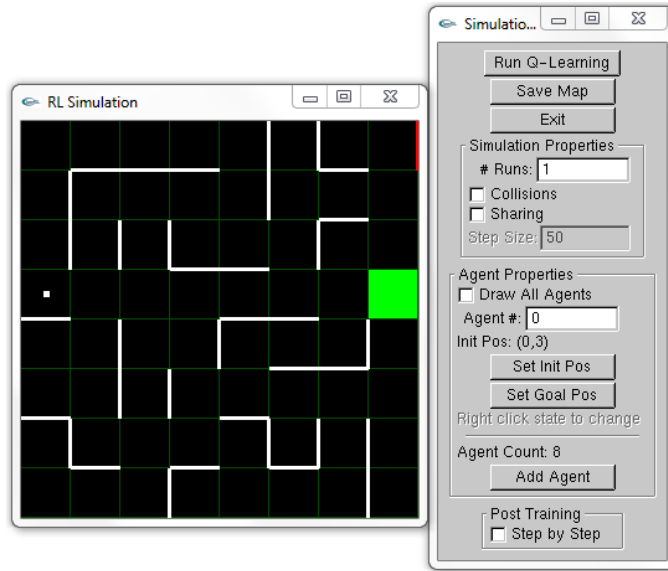 RL Simulation
Simulatio...
Run Q-Learning
Save Map
Exit
Simulation Properties
# Runs: 1
Collisions
Sharing
Step Size: 50
Agent Properties
Draw All Agents
Agent #: 0
Init Pos: (0,3)
Set Init Pos
Set Goal Pos
Right click state to change
Agent Count: 8
Add Agent
Post Training
Step by Step